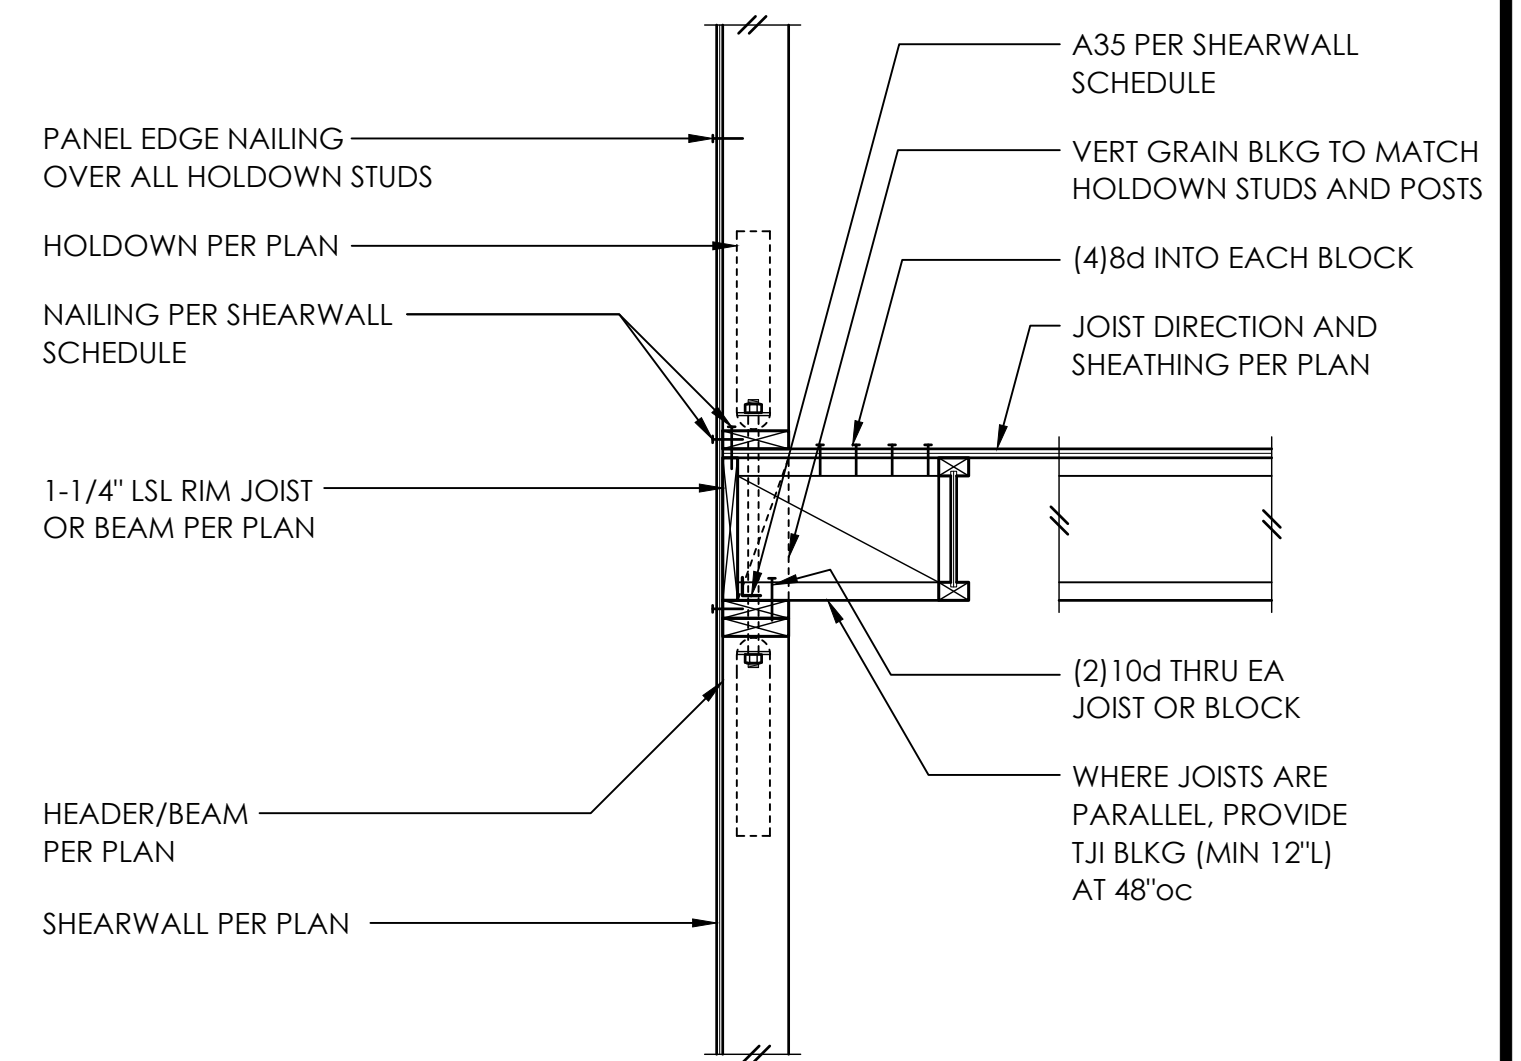 PANEL EDGE NAILING
OVER ALL HOLDOWN STUDS
HOLDOWN PER PLAN
NAILING PER SHEARWALL
SCHEDULE
1-1/4" LSL RIM JOIST
OR BEAM PER PLAN
HEADER/BEAM
PER PLAN
SHEARWALL PER PLAN
A35 PER SHEARWALL
SCHEDULE
VERT GRAIN BLKG TO MATCH
HOLDOWN STUDS AND POSTS
(4)8d INTO EACH BLOCK
JOIST DIRECTION AND
SHEATHING PER PLAN
(2)10d THRU EA
JOIST OR BLOCK
WHERE JOISTS ARE
PARALLEL, PROVIDE
TJI BLKG (MIN 12"L)
AT 48"oc